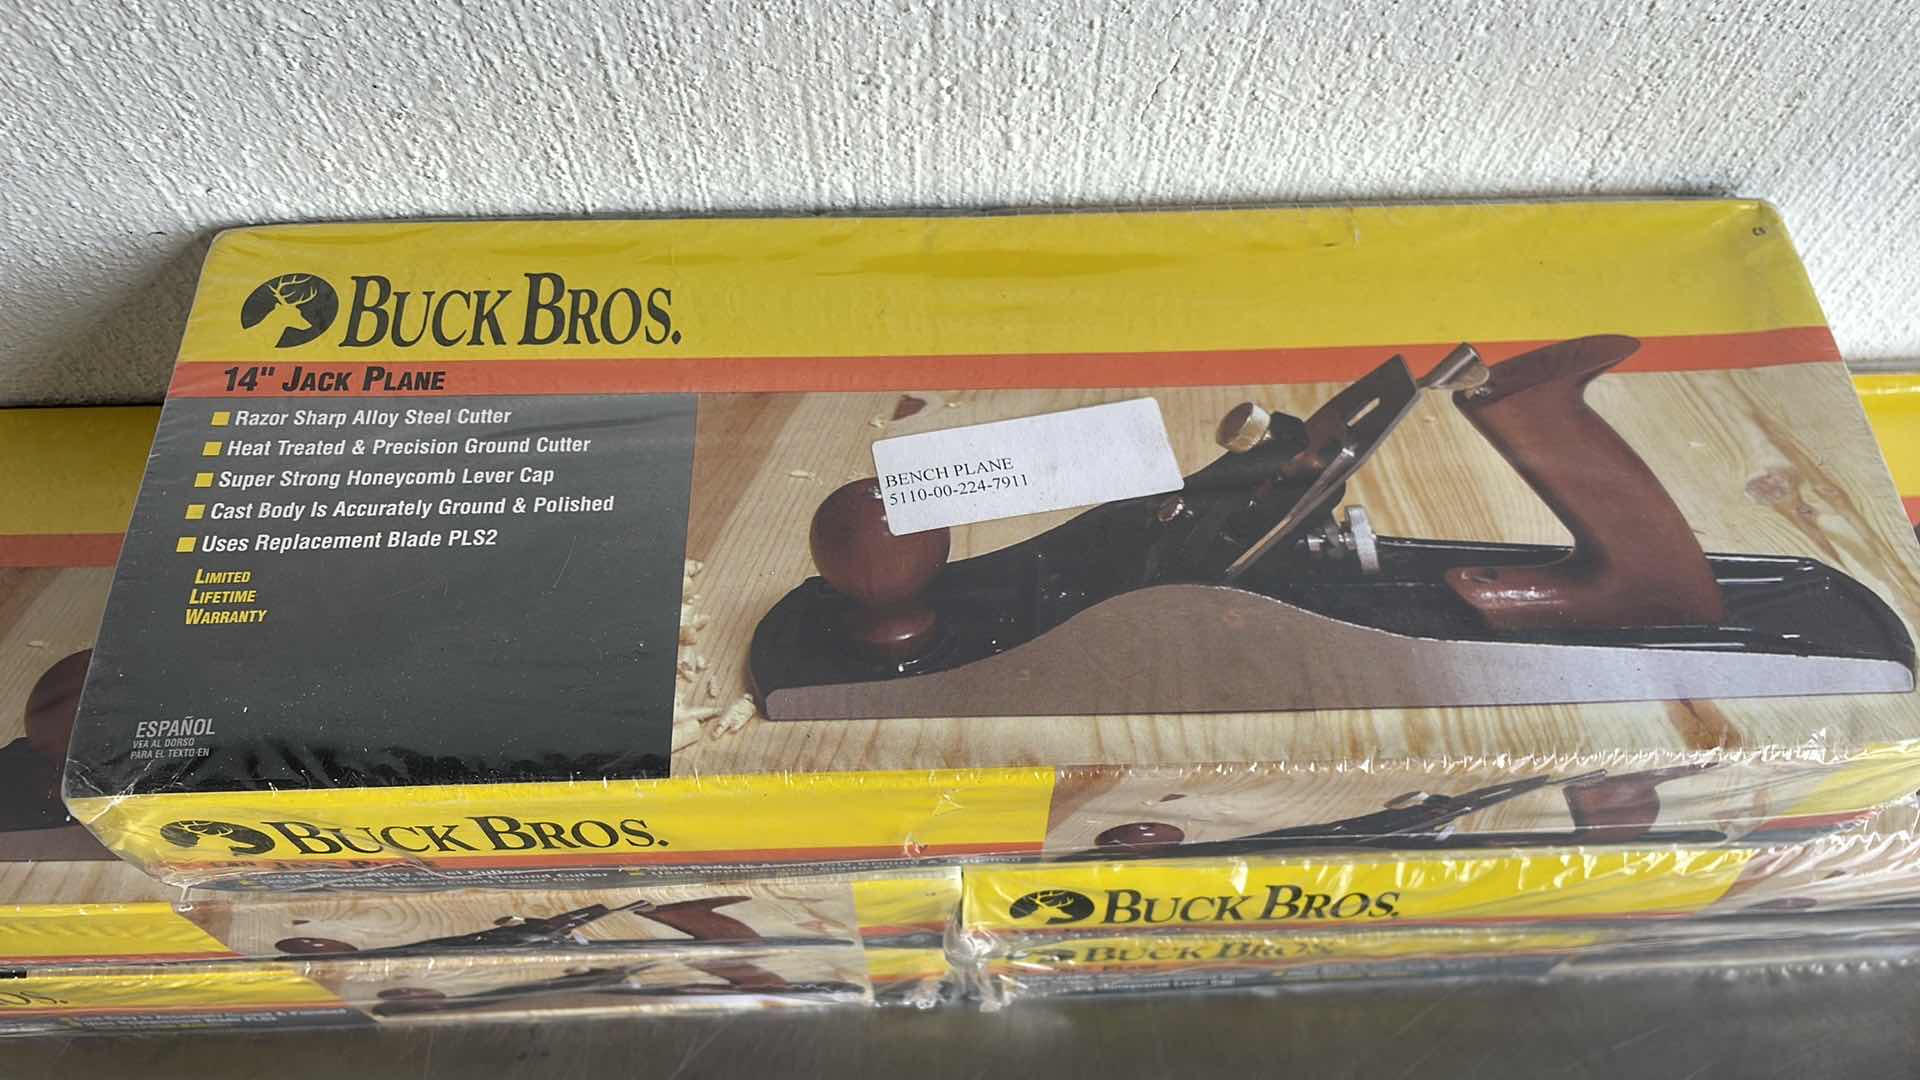 BUCK BROS.
14" JACK PLANE
Razor Sharp Alloy Steel Cutter
Heat Treated & Precision Ground Cutter
Super Strong Honeycomb Lever Cap
Cast Body Is Accurately Ground & Polished
Uses Replacement Blade PLS2
LIMITED
LIFETIME
WARRANTY
BENCH PLANE
5110-00-224-7911
ESPAÑOL
VEA AL DORSO
PARA EL TEXTO EN
BUCK BROS.
BUCK BROS.
BUCK BROS.